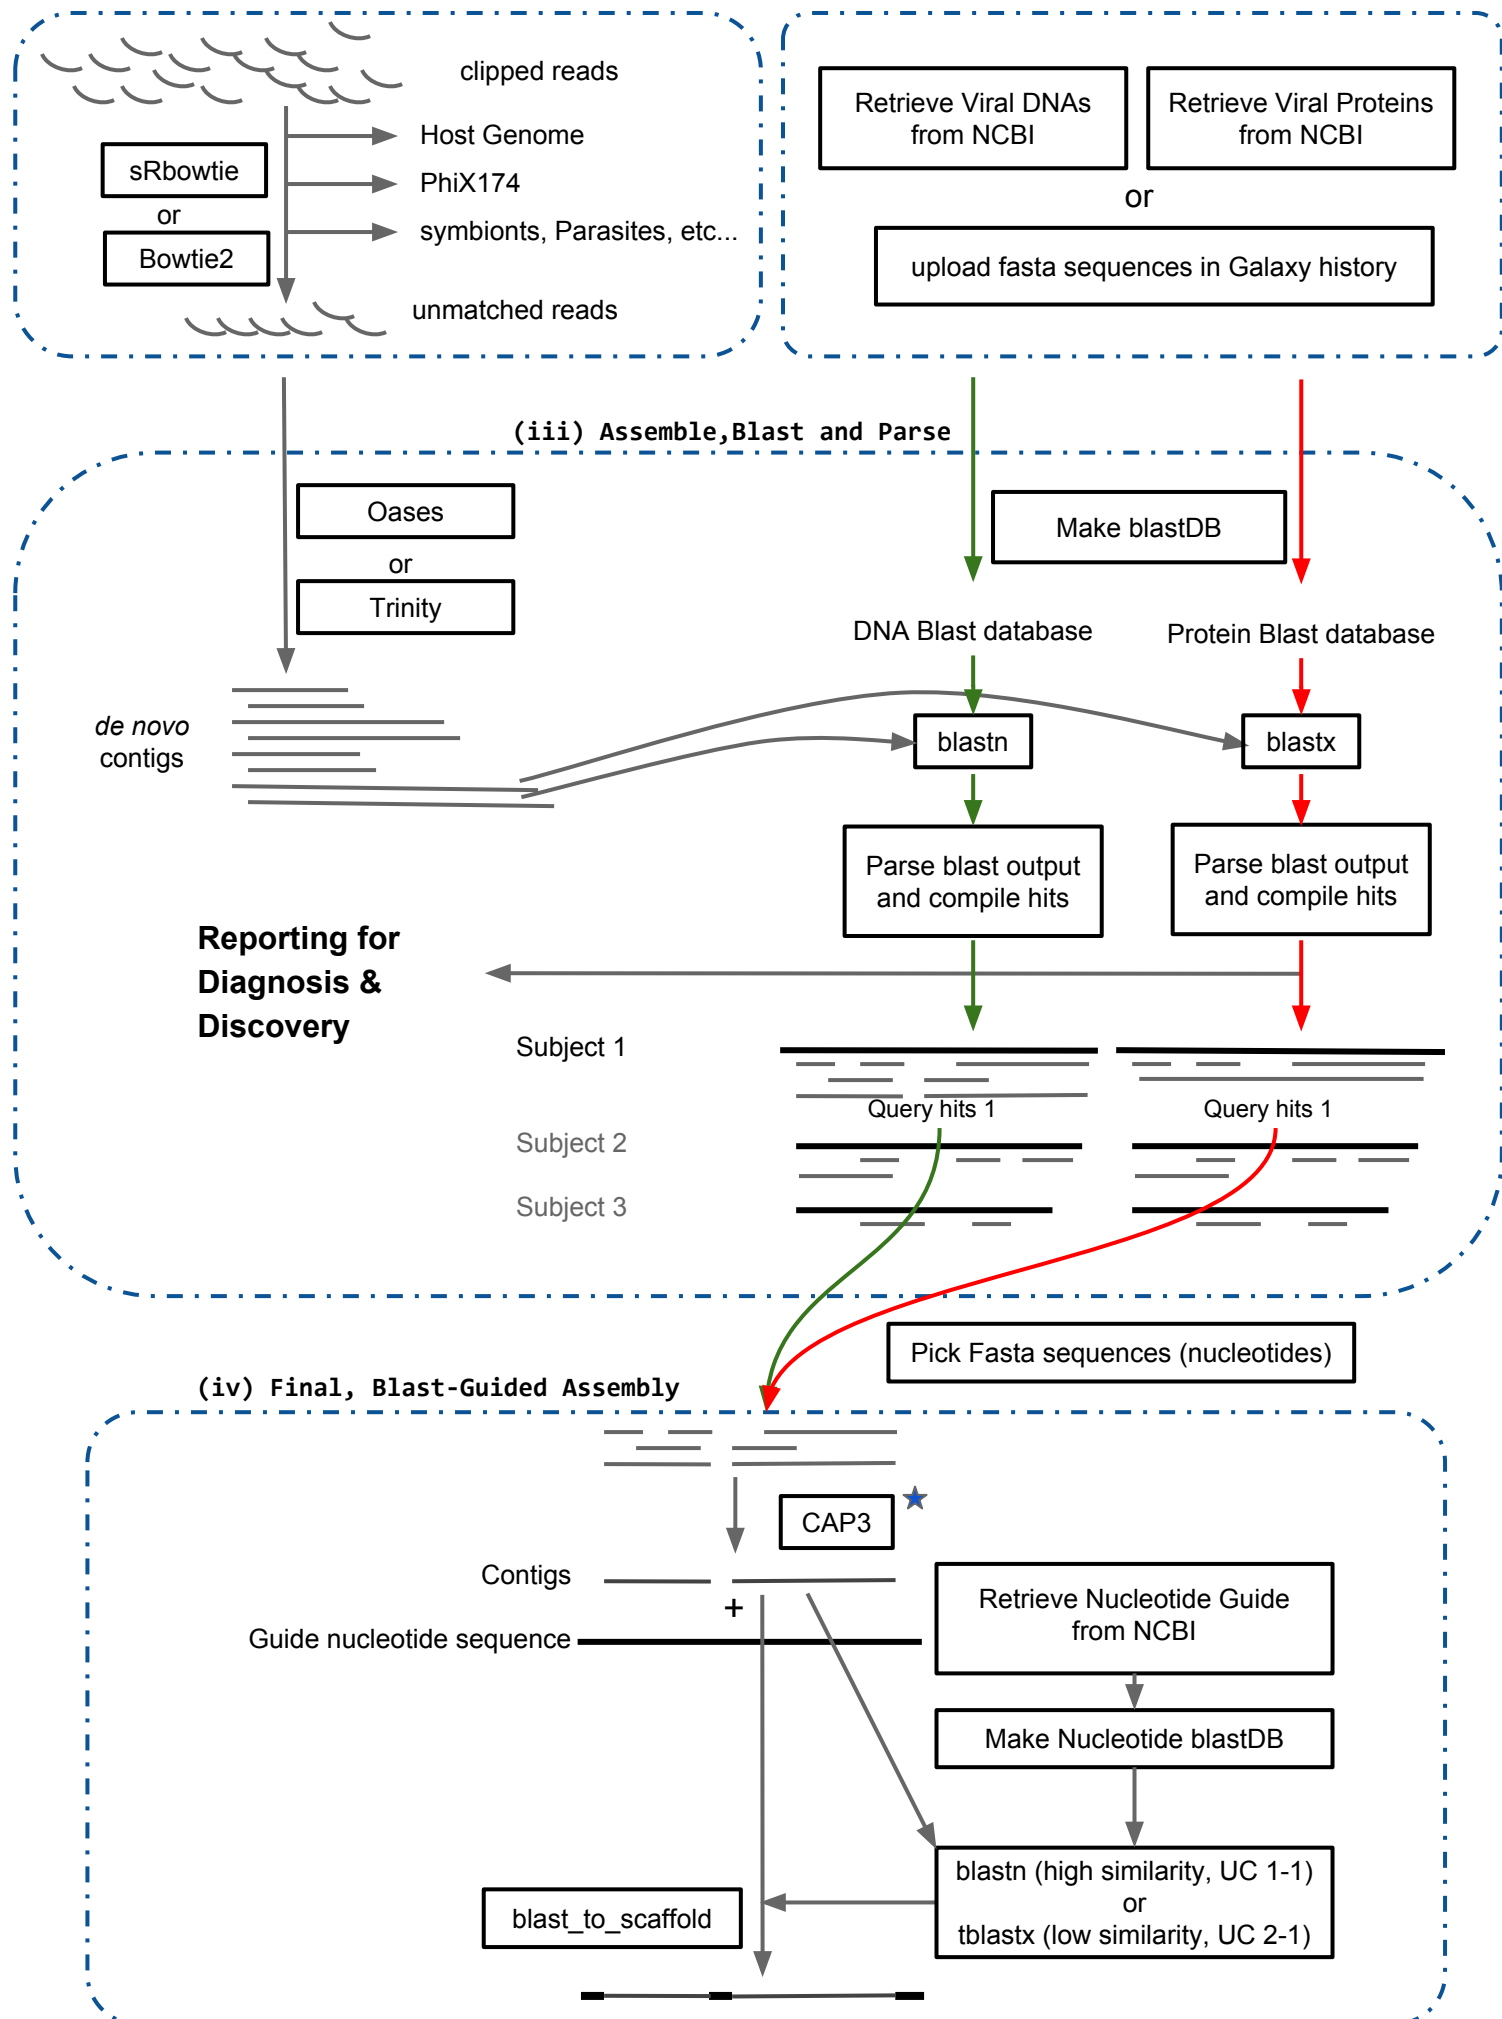 clipped reads
Host Genome
sRbowtie
PhiX174
or
symbionts, Parasites, etc...
Bowtie2
unmatched reads
Retrieve Viral DNAs
from NCBI
Retrieve Viral Proteins
from NCBI
or
upload fasta sequences in Galaxy history
(iii) Assemble,Blast and Parse
Oases
or
Trinity
Make blastDB
DNA Blast database
Protein Blast database
de novo
contigs
blastn
blastx
Parse blast output
and compile hits
Parse blast output
and compile hits
Reporting for
Diagnosis &
Discovery
Subject 1
Query hits 1
Query hits 1
Subject 2
Subject 3
Pick Fasta sequences (nucleotides)
(iv) Final, Blast-Guided Assembly
CAP3
Contigs
+
Guide nucleotide sequence
Retrieve Nucleotide Guide
from NCBI
Make Nucleotide blastDB
blastn (high similarity, UC 1-1)
or
tblastx (low similarity, UC 2-1)
blast_to_scaffold